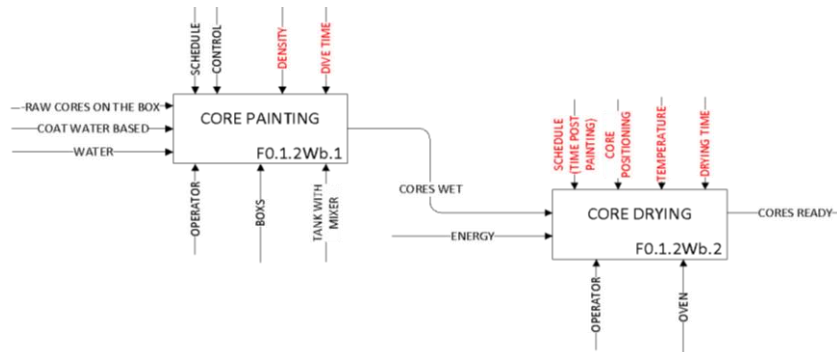 SCHEDULE
CONTROL
DENSITY
DIVE TIME
RAW CORES ON THE BOX
COAT WATER BASED
WATER
CORE PAINTING
F0.1.2Wb.1
OPERATOR
BOXS
TANK WITH
MIXER
CORES WET
SCHEDULE
(TIME POST
PAINTING)
CORE
POSITIONING
TEMPERATURE
DRYING TIME
ENERGY
CORE DRYING
F0.1.2Wb.2
CORES READY
OPERATOR
OVEN